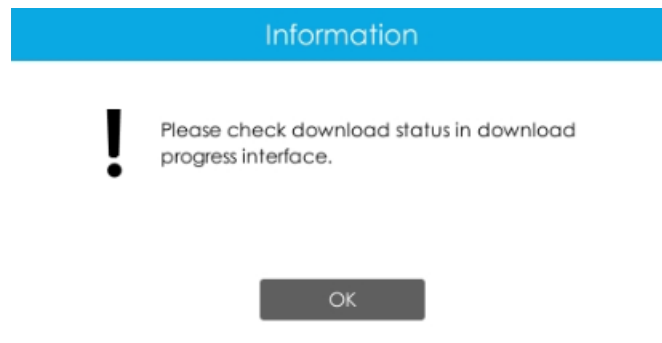 Information
Please check download status in download
progress interface.
OK